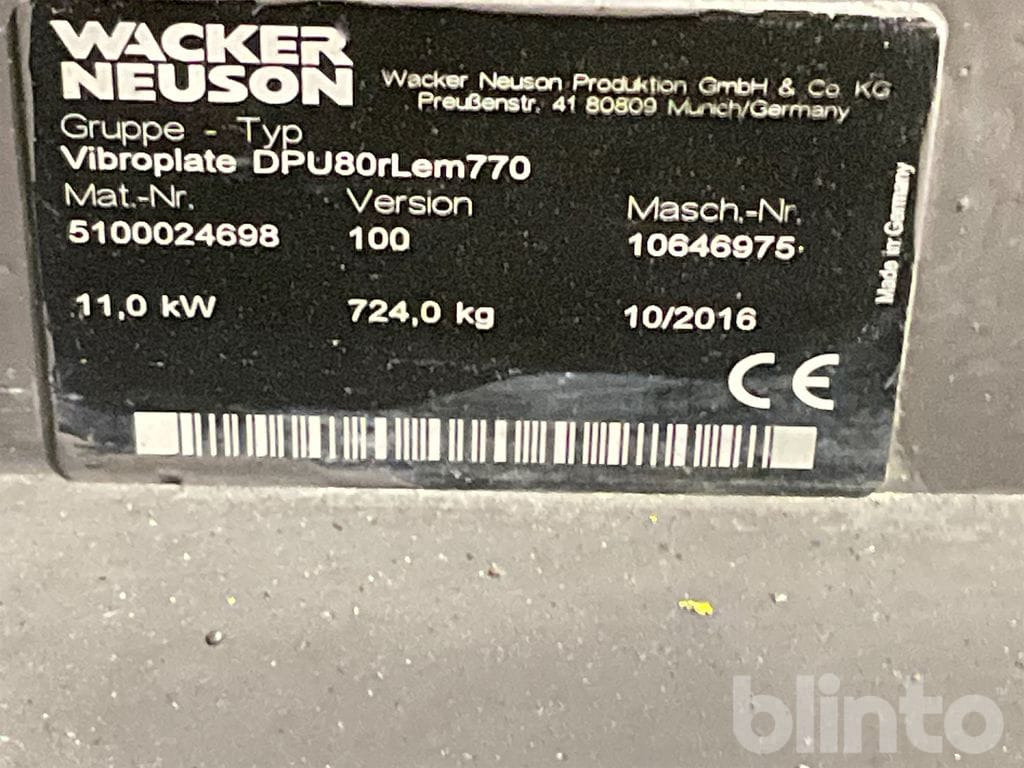 WACKER
NEUSON
Wacker Neuson Produktion GmbH & Co. KG
Preußenstr. 41 80809 Munich/Germany
Gruppe - Typ
Vibroplate DPU80rLem770
Mat.-Nr. Version Masch.-Nr.
5100024698 100 10646975
11,0 kW 724,0 kg 10/2016
Made in Germany
CE
blinto